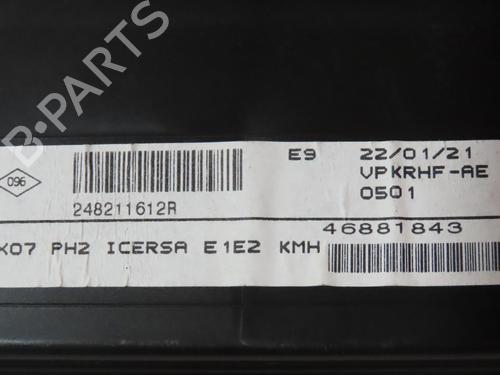 B-PARTS
E9 22/01/21
096 VPKRHF-AE
248211612R 0501
46881843
X07 PH2 ICERSA E1E2 KMH